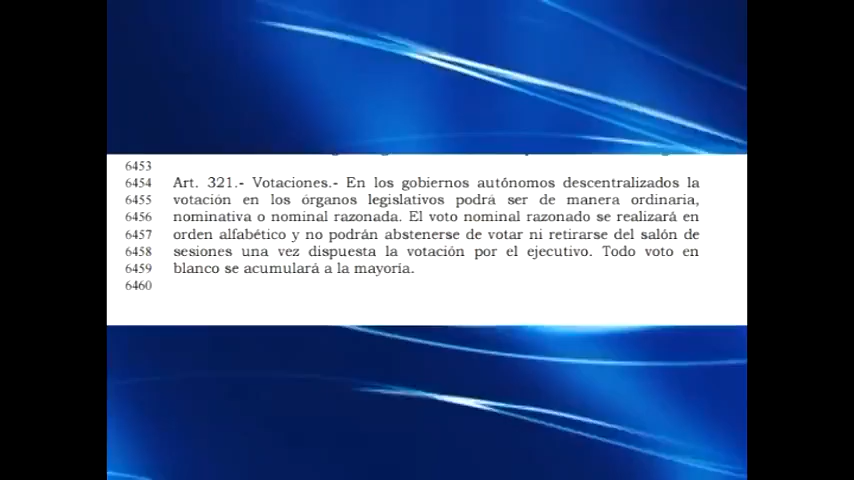 6453
6454 Art. 321.- Votaciones.- En los gobiernos autónomos descentralizados la
6455 votación en los órganos legislativos podrá ser de manera ordinaria,
6456 nominativa o nominal razonada. El voto nominal razonado se realizará en
6457 orden alfabético y no podrán abstenerse de votar ni retirarse del salón de
6458 sesiones una vez dispuesta la votación por el ejecutivo. Todo voto en
6459 blanco se acumulará a la mayoría.
6460